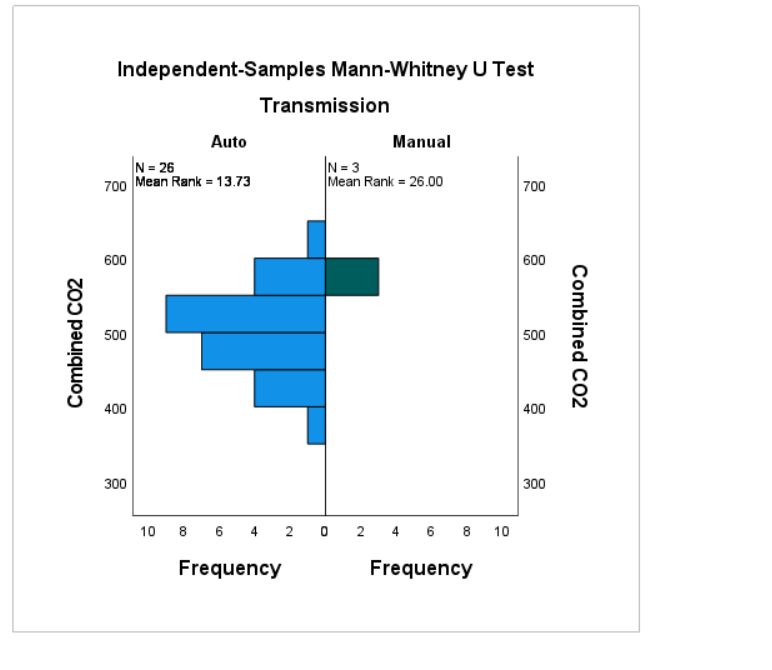 Independent-Samples Mann-Whitney U Test
Transmission
Auto Manual
N = 26 N = 3
Mean Rank = 13.73 Mean Rank = 26.00
700 700
600 600
500 500
400 400
300 300
Combined CO2 Combined CO2
10 8 6 4 2 0 2 4 6 8 10
Frequency Frequency